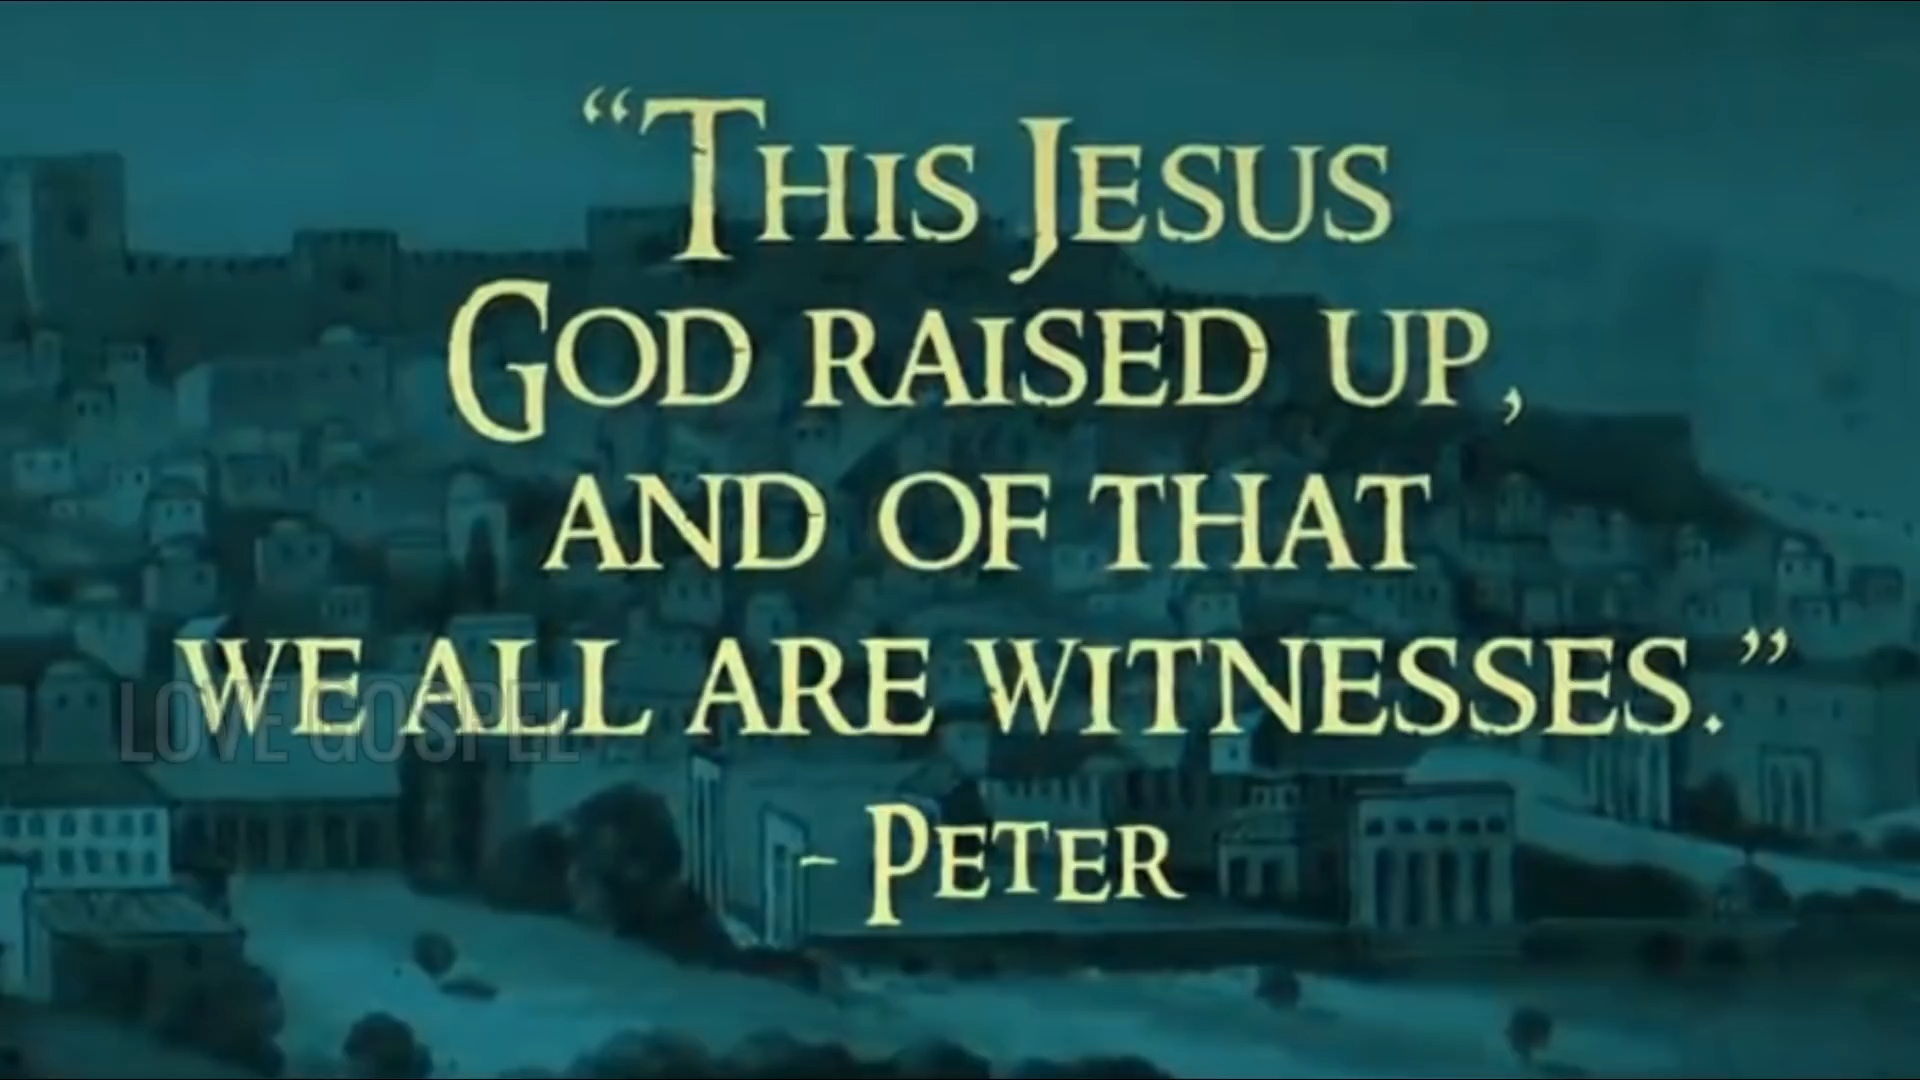 “This Jesus
God raised up,
and of that
we all are witnesses.”
LOVE GOSPEL
- Peter